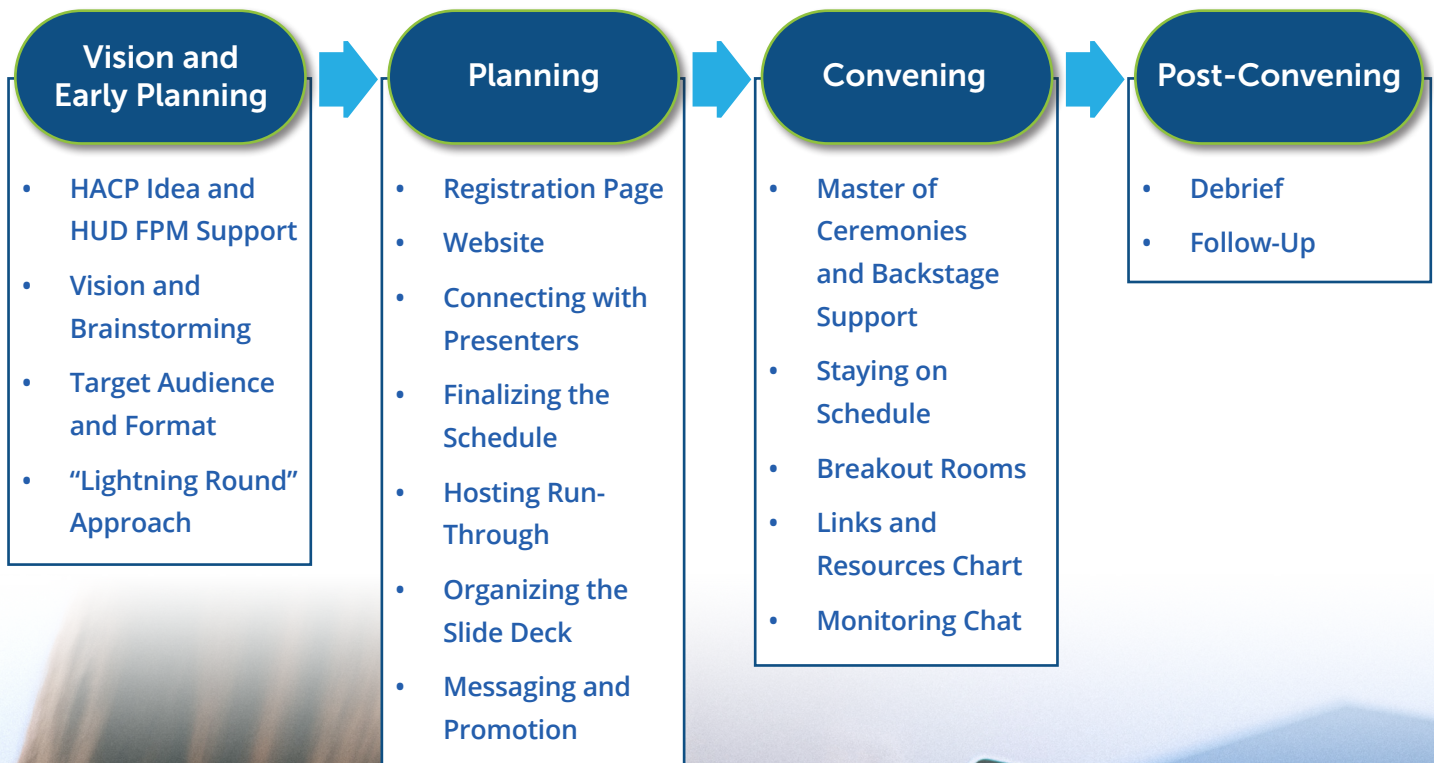 Vision and
Early Planning
• HACP Idea and
HUD FPM Support
• Vision and
Brainstorming
• Target Audience
and Format
• “Lightning Round”
Approach
Planning
• Registration Page
• Website
• Connecting with
Presenters
• Finalizing the
Schedule
• Hosting Run-
Through
• Organizing the
Slide Deck
• Messaging and
Promotion
Convening
• Master of
Ceremonies
and Backstage
Support
• Staying on
Schedule
• Breakout Rooms
• Links and
Resources Chart
• Monitoring Chat
Post-Convening
• Debrief
• Follow-Up